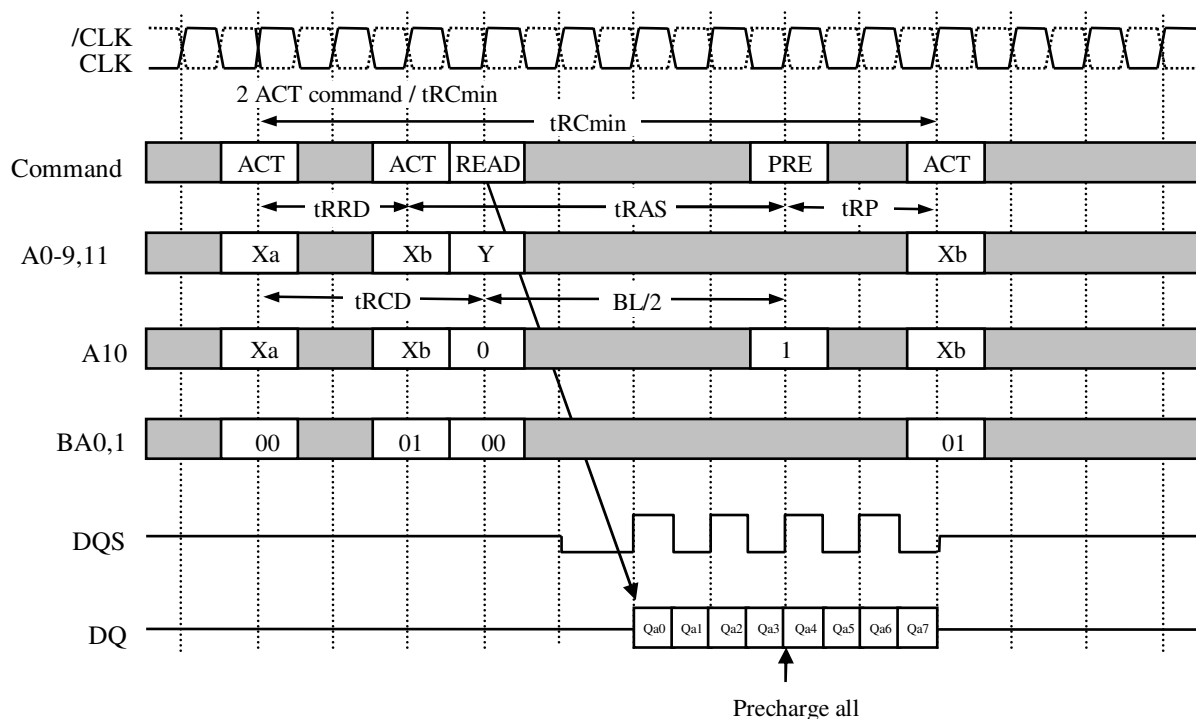 /CLK
CLK
2 ACT command / tRCmin
tRCmin
Command ACT ACT READ PRE ACT
tRRD tRAS tRP
A0-9,11 Xa Xb Y Xb
tRCD BL/2
A10 Xa Xb 0 1 Xb
BA0,1 00 01 00 01
DQS
DQ Qa0 Qa1 Qa2 Qa3 Qa4 Qa5 Qa6 Qa7
Precharge all